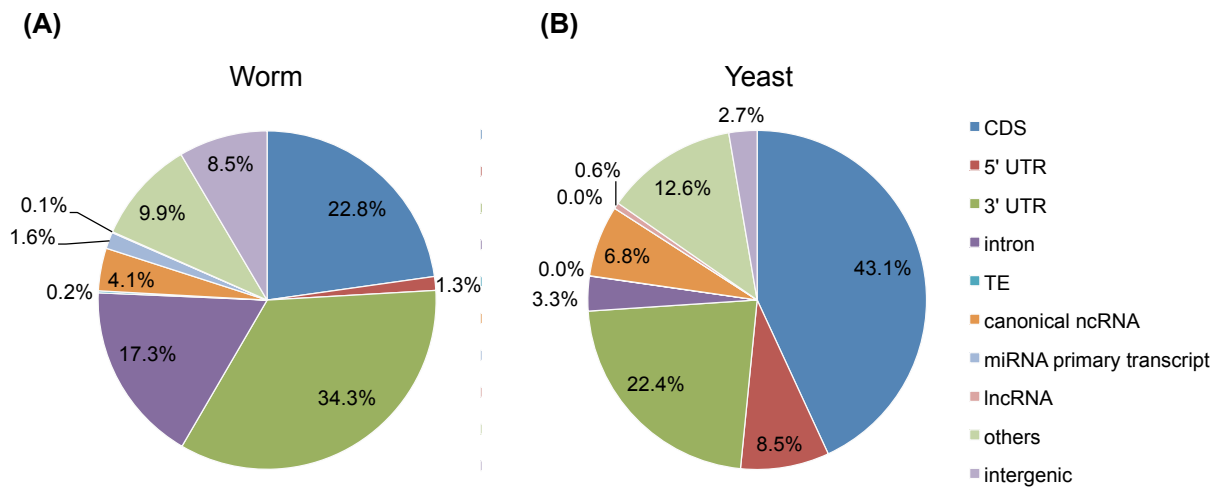 (A)
Worm
8.5%
22.8%
9.9%
0.1%
1.6%
4.1%
0.2%
1.3%
17.3%
34.3%
(B)
Yeast
2.7%
12.6%
0.6%
0.0%
6.8%
43.1%
0.0%
3.3%
22.4%
8.5%
CDS
5' UTR
3' UTR
intron
TE
canonical ncRNA
miRNA primary transcript
lncRNA
others
intergenic